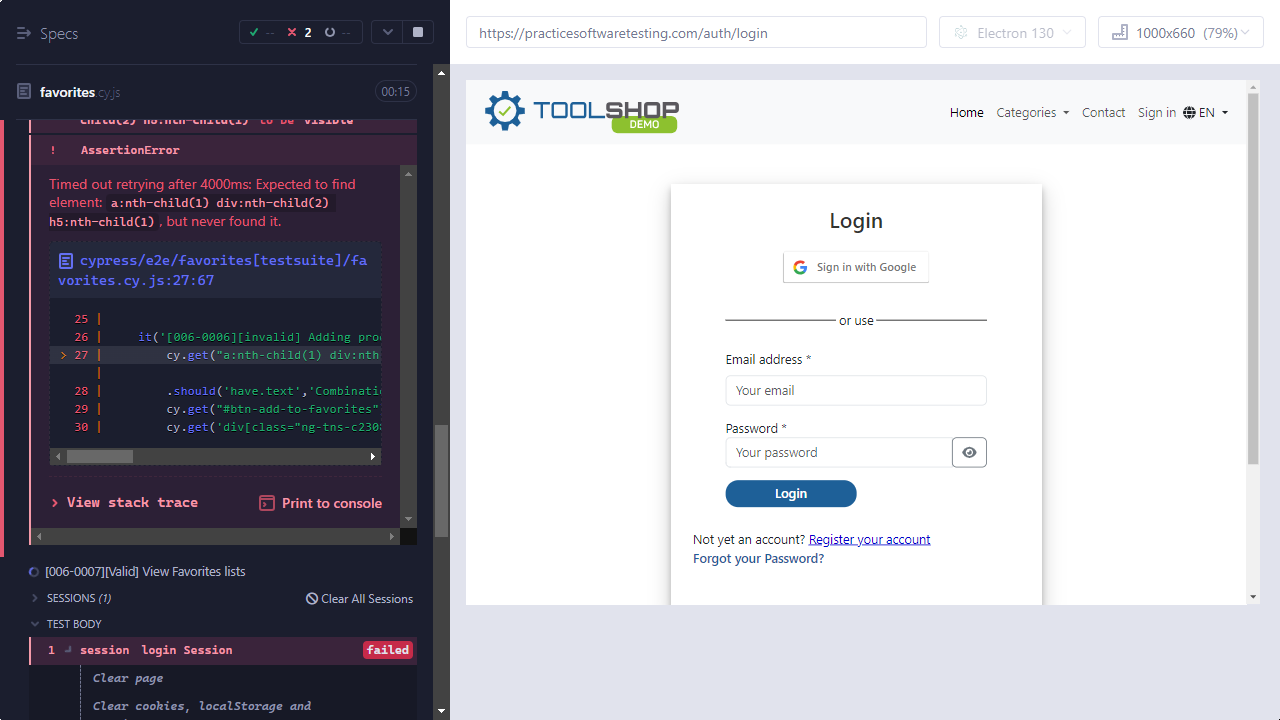 Specs
-- 2 --
favorites cy.js
00:15
child(2) h5:nth-child(1) to be visible
! AssertionError
Timed out retrying after 4000ms: Expected to find
element: a:nth-child(1) div:nth-child(2)
h5:nth-child(1), but never found it.
cypress/e2e/favorites[testsuite]/fa
vorites.cy.js:27:67
25 |
26 | it('[006-0006][invalid] Adding prod
> 27 | cy.get("a:nth-child(1) div:nth
|
28 | .should('have.text','Combinatio
29 | cy.get("#btn-add-to-favorites"
30 | cy.get('div[class="ng-tns-c2308
> View stack trace
Print to console
[006-0007][Valid] View Favorites lists
SESSIONS (1)
Clear All Sessions
TEST BODY
1 session login Session failed
Clear page
Clear cookies, localStorage and
https://practicesoftwaretesting.com/auth/login
Electron 130
1000x660 (79%)
TOOLSHOP
DEMO
Home Categories Contact Sign in EN
Login
Sign in with Google
or use
Email address *
Your email
Password *
Your password
Login
Not yet an account? Register your account
Forgot your Password?